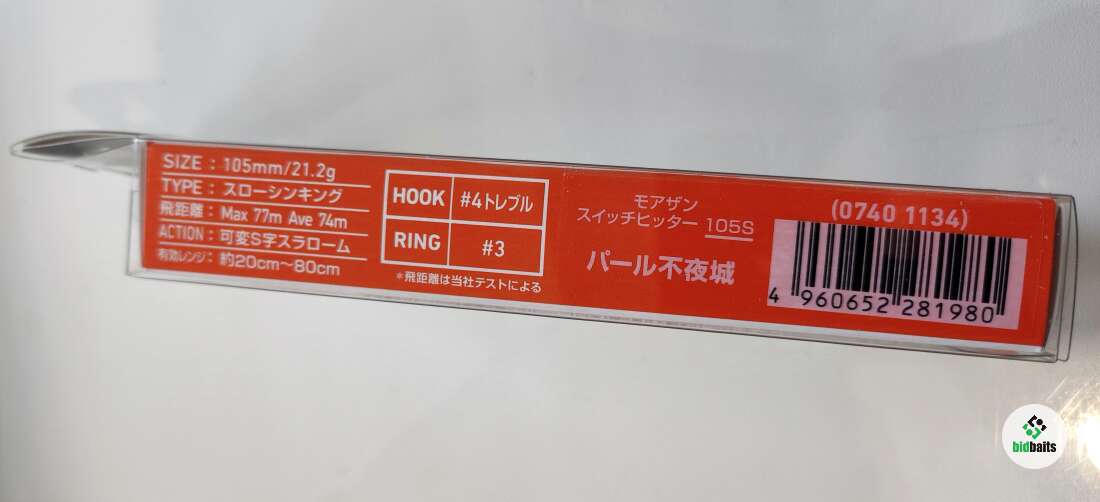 SIZE : 105mm/21.2g
TYPE : スローシンキング
飛距離 : Max 77m Ave 74m
ACTION : 可変S字スラローム
有効レンジ : 約20cm～80cm
HOOK #4トレブル
RING #3
*飛距離は当社テストによる
モアザン
スイッチヒッター 105S
パール不夜城
(0740 1134)
4 960652 281980
bidbaits